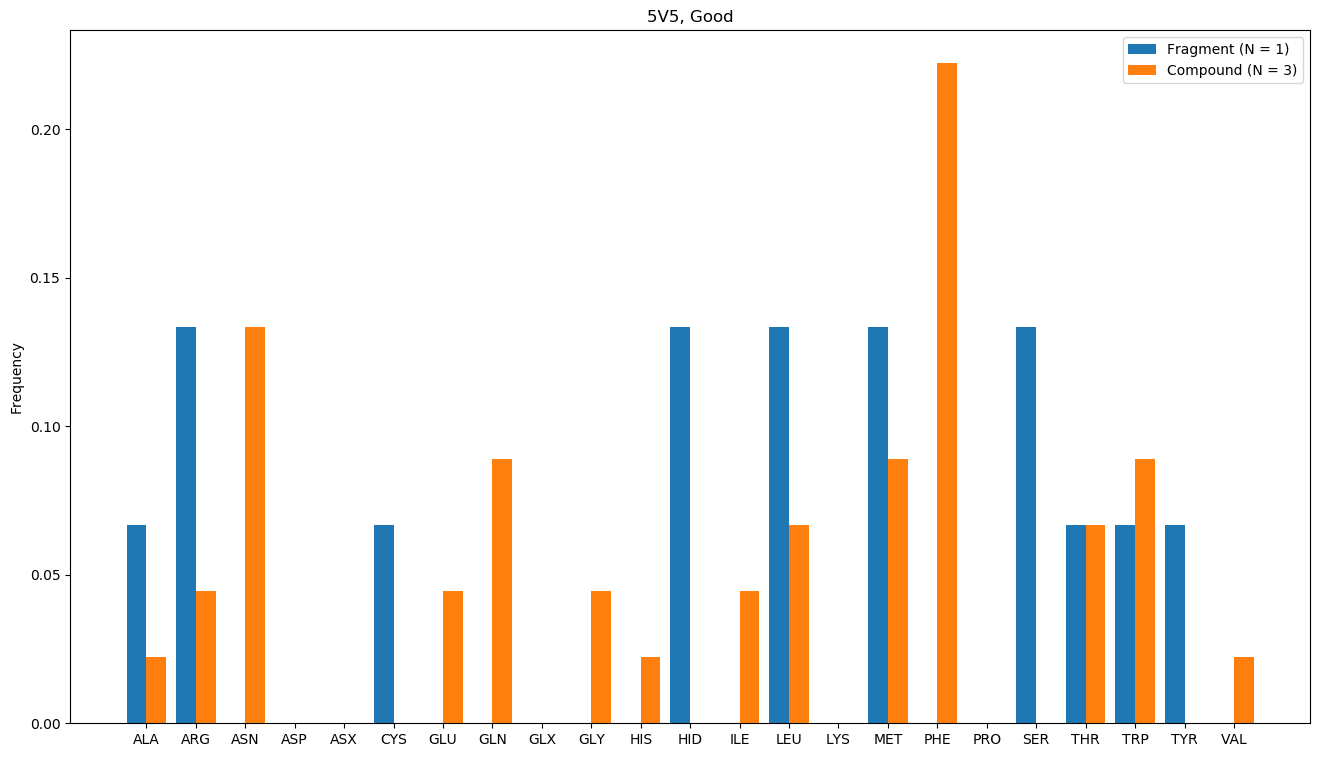 5V5, Good
Fragment (N = 1)
Compound (N = 3)
Frequency
0.20
0.15
0.10
0.05
0.00
ALA ARG ASN ASP ASX CYS GLU GLN GLX GLY HIS HID ILE LEU LYS MET PHE PRO SER THR TRP TYR VAL